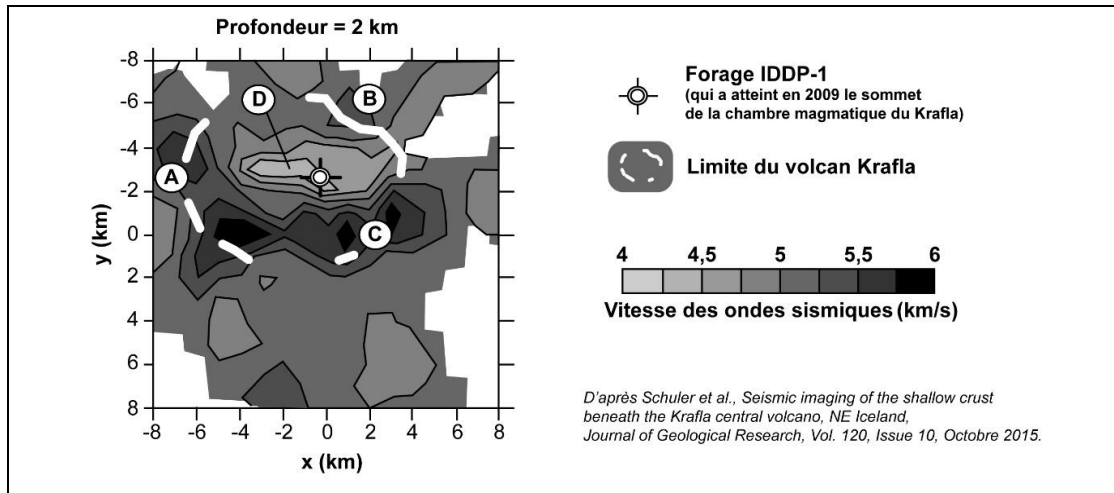 Profondeur = 2 km
-8
-6
-4
-2
0
2
4
6
8
y (km)
-8 -6 -4 -2 0 2 4 6 8
x (km)
D
B
A
C
Forage IDDP-1
(qui a atteint en 2009 le sommet
de la chambre magmatique du Krafla)
Limite du volcan Krafla
4 4,5 5 5,5 6
Vitesse des ondes sismiques (km/s)
D'après Schuler et al., Seismic imaging of the shallow crust
beneath the Krafla central volcano, NE Iceland,
Journal of Geological Research, Vol. 120, Issue 10, Octobre 2015.